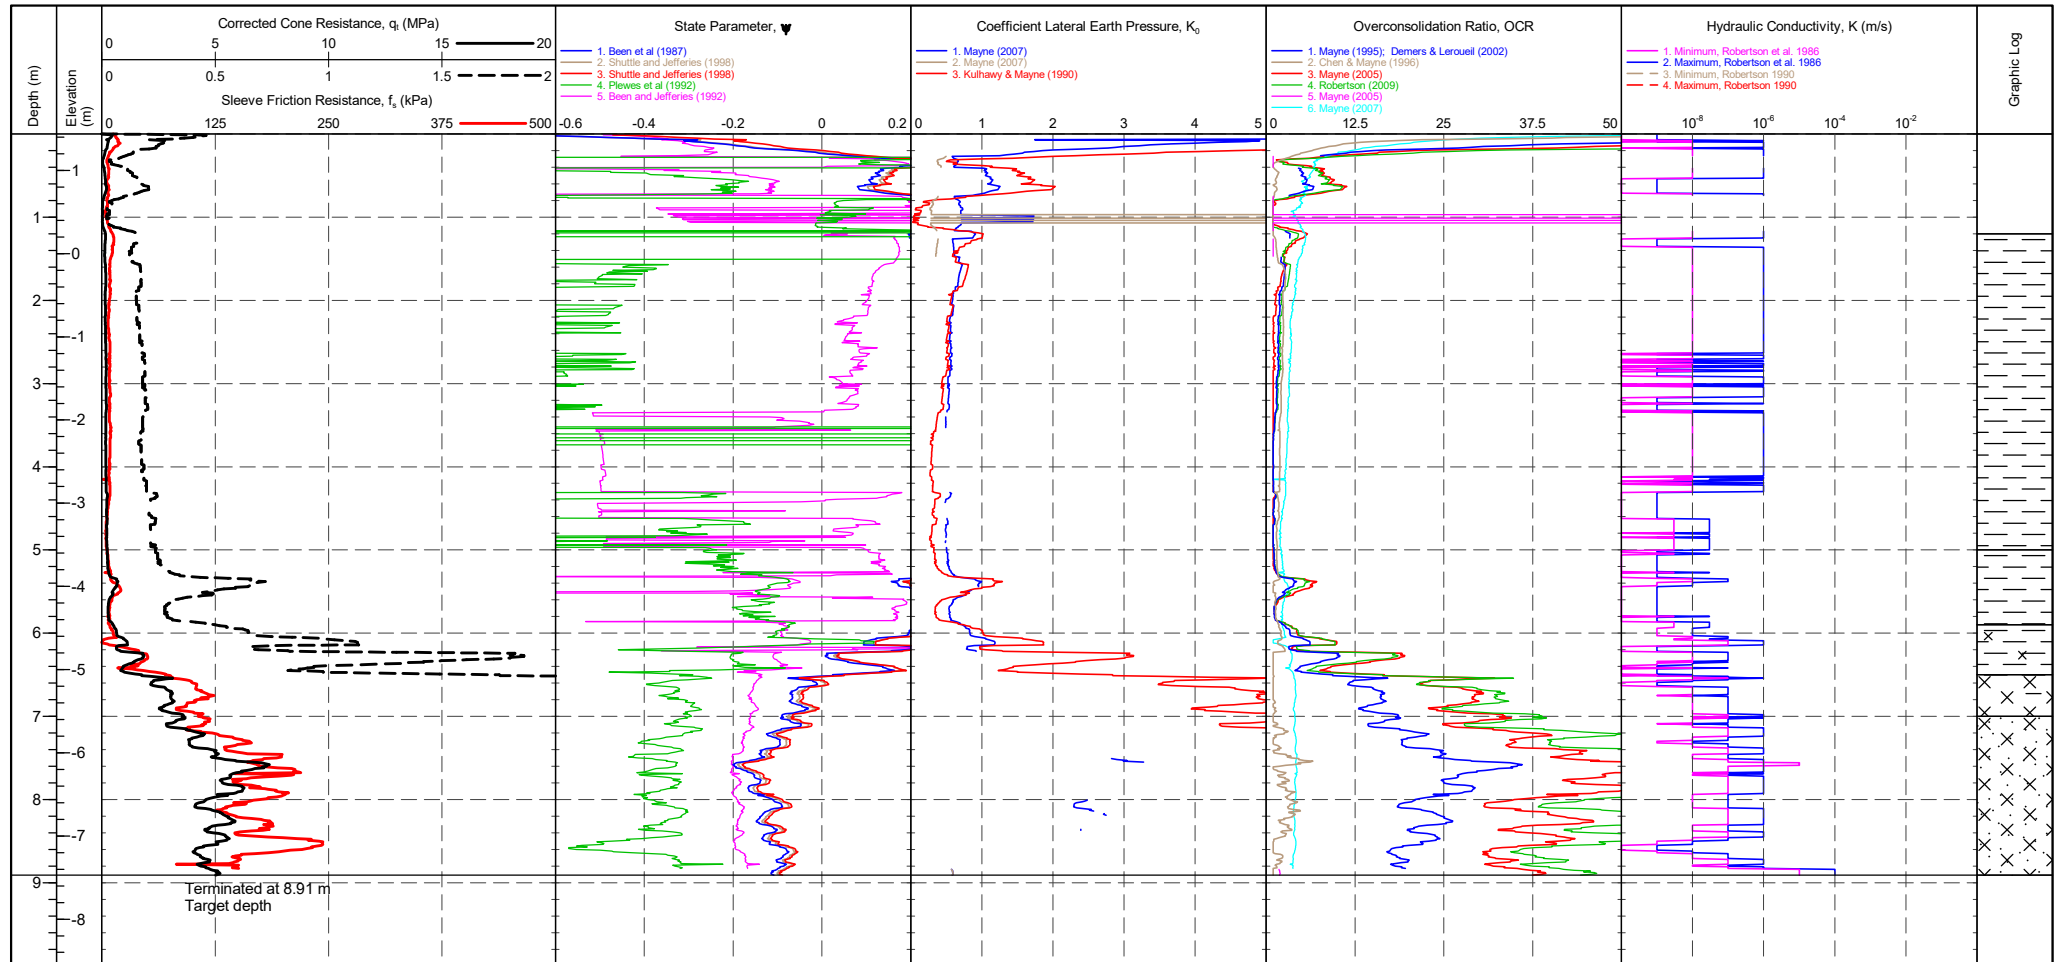 Depth (m)
Elevation (m)
Corrected Cone Resistance, qt (MPa)
0 5 10 15 20
0 0.5 1 1.5 2
Sleeve Friction Resistance, fs (kPa)
125 250 375 500
State Parameter, ψ
1. Been et al (1987)
2. Shuttle and Jefferies (1998)
3. Shuttle and Jefferies (1998)
4. Plewes et al (1992)
5. Been and Jefferies (1992)
-0.6 -0.4 -0.2 0 0.2
Coefficient Lateral Earth Pressure, K0
1. Mayne (2007)
2. Mayne (2007)
3. Kulhawy & Mayne (1990)
0 1 2 3 4 5
Overconsolidation Ratio, OCR
1. Mayne (1995); Demers & Leroueil (2002)
2. Chen & Mayne (1996)
3. Mayne (2005)
4. Robertson (2009)
5. Mayne (2005)
6. Mayne (2007)
0 12.5 25 37.5 50
Hydraulic Conductivity, K (m/s)
1. Minimum, Robertson et al. 1986
2. Maximum, Robertson et al. 1986
3. Minimum, Robertson 1990
4. Maximum, Robertson 1990
10-8 10-6 10-4 10-2
Graphic Log
1
1
0
2
-1
3
-2
4
-3
5
-4
6
-5
7
-6
8
-7
9
-8
Terminated at 8.91 m
Target depth